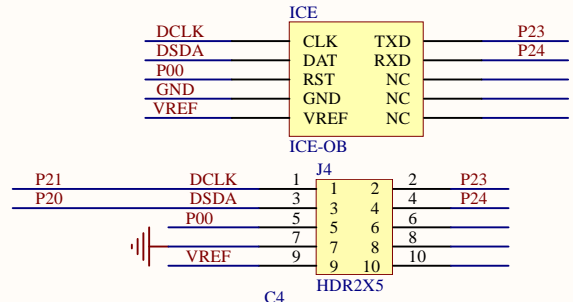 ICE
DCLK CLK TXD P23
DSDA DAT RXD P24
P00 RST NC
GND GND NC
VREF VREF NC
ICE-OB
J4
P21 DCLK 1 1 2 2 P23
P20 DSDA 3 3 4 4 P24
P00 5 5 6 6
7 7 8 8
VREF 9 9 10 10
HDR2X5
C4